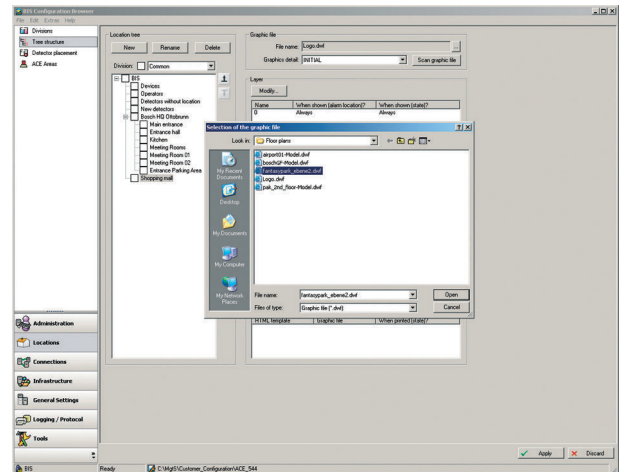 BIS Configuration Browser
File Edit Extras Help
Divisions
Tree structure
Detector placement
ACE Areas
Administration
Locations
Connections
Infrastructure
General Settings
Logging / Protocol
Tools
Location tree
New Rename Delete
Division: Common
BIS
Devices
Operators
Detectors without location
New detectors
Bosch HQ Ottobrunn
Main entrance
Entrance hall
Kitchen
Meeting Rooms
Meeting Room 01
Meeting Room 02
Entrance Parking Area
Shopping mall
Graphic file
File name: Logo.dwf ...
Graphics detail: INITIAL Scan graphic file
Layer
Modify...
Name When shown (alarm location)? When shown (state)?
0 Always Always
Selection of the graphic file
Look in: Floor plans
My Recent Documents
Desktop
My Documents
My Computer
My Network Places
airport01-Model.dwf
boschGF-Model.dwf
fantasypark_ebene2.dwf
Logo.dwf
pak_2nd_floor-Model.dwf
File name: fantasypark_ebene2.dwf Open
Files of type: Graphic file (*.dwf) Cancel
HTML template Graphic file When printed (state)?
Apply Discard
BIS Ready C:\MgtS\Customer_Configuration\ACE_544